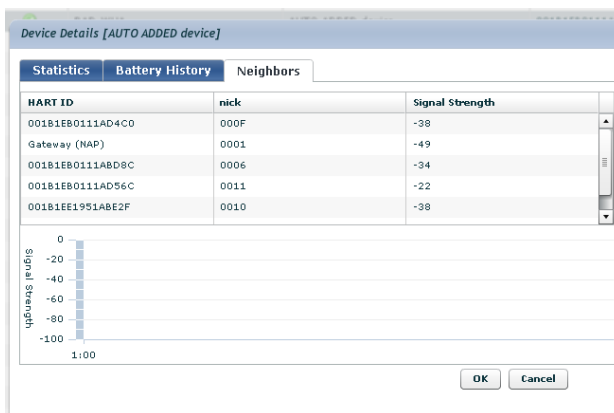 Device Details [AUTO ADDED device]
Statistics Battery History Neighbors
HART ID nick Signal Strength
001B1EB0111AD4C0 000F -38
Gateway (NAP) 0001 -49
001B1EB0111ABD8C 0006 -34
001B1EB0111AD56C 0011 -22
001B1EE1951ABE2F 0010 -38
Signal Strength
0
-20
-40
-60
-80
-100
1:00
OK Cancel